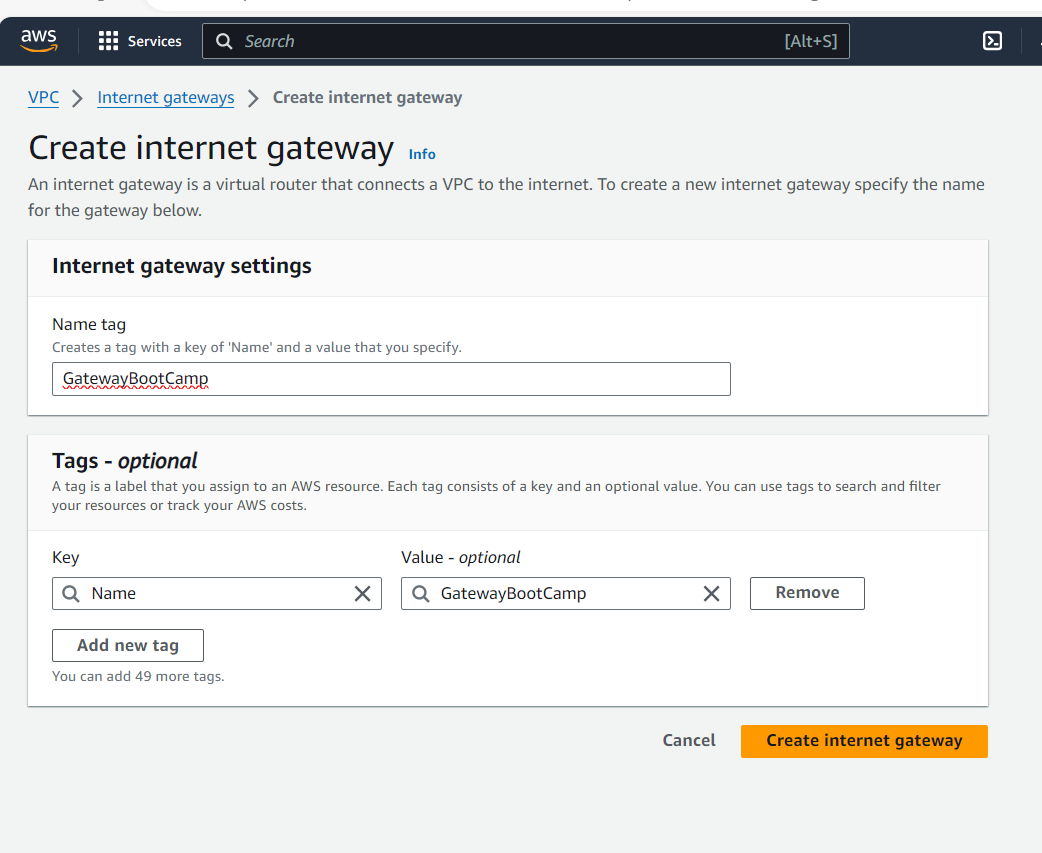 aws
Services
Search
[Alt+S]
VPC
Internet gateways
Create internet gateway
Create internet gateway
Info
An internet gateway is a virtual router that connects a VPC to the internet. To create a new internet gateway specify the name
for the gateway below.
Internet gateway settings
Name tag
Creates a tag with a key of 'Name' and a value that you specify.
GatewayBootCamp
Tags - optional
A tag is a label that you assign to an AWS resource. Each tag consists of a key and an optional value. You can use tags to search and filter
your resources or track your AWS costs.
Key
Value - optional
Name
GatewayBootCamp
Remove
Add new tag
You can add 49 more tags.
Cancel
Create internet gateway